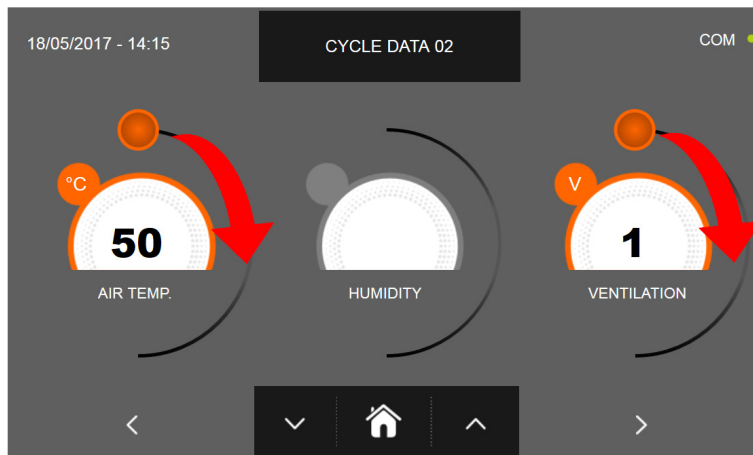 18/05/2017 - 14:15
CYCLE DATA 02
COM
°C
V
50
1
AIR TEMP.
HUMIDITY
VENTILATION